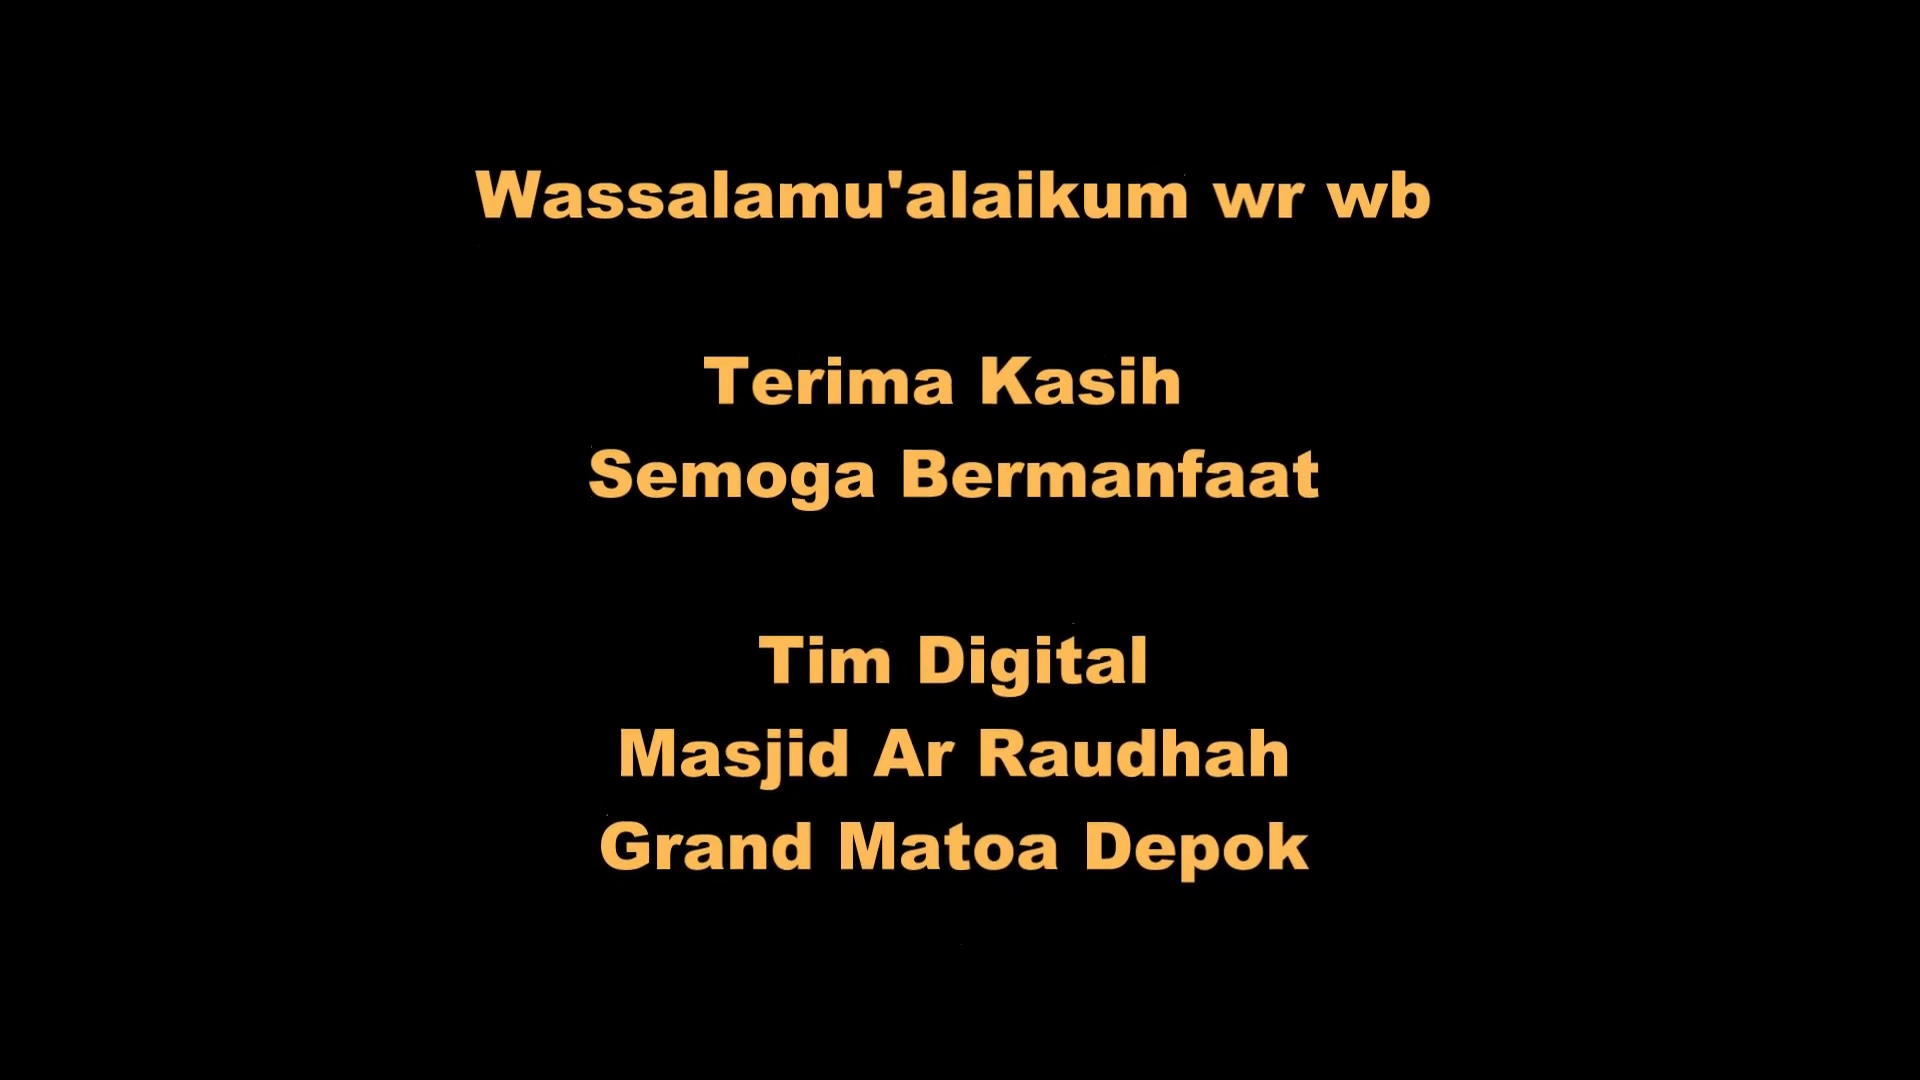 Wassalamu'alaikum wr wb
Terima Kasih
Semoga Bermanfaat
Tim Digital
Masjid Ar Raudhah
Grand Matoa Depok